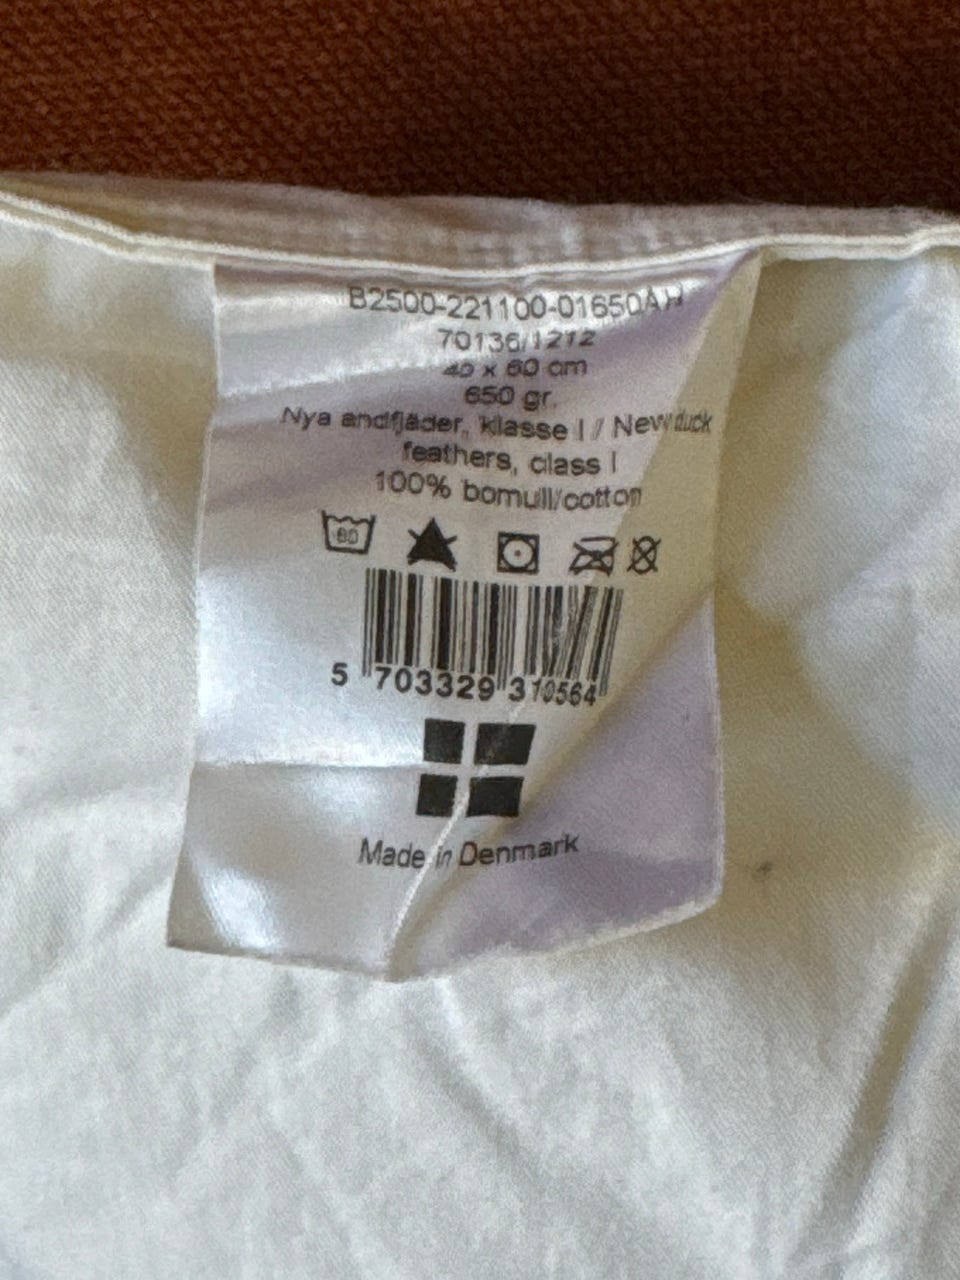 B2500-221100-01650AH
70136/1212
60 cm
650 gr.
Nya andfjäder, klasse I / New duck
feathers, class I
100% bomull/cotton
60
5 703329 310564
Made in Denmark